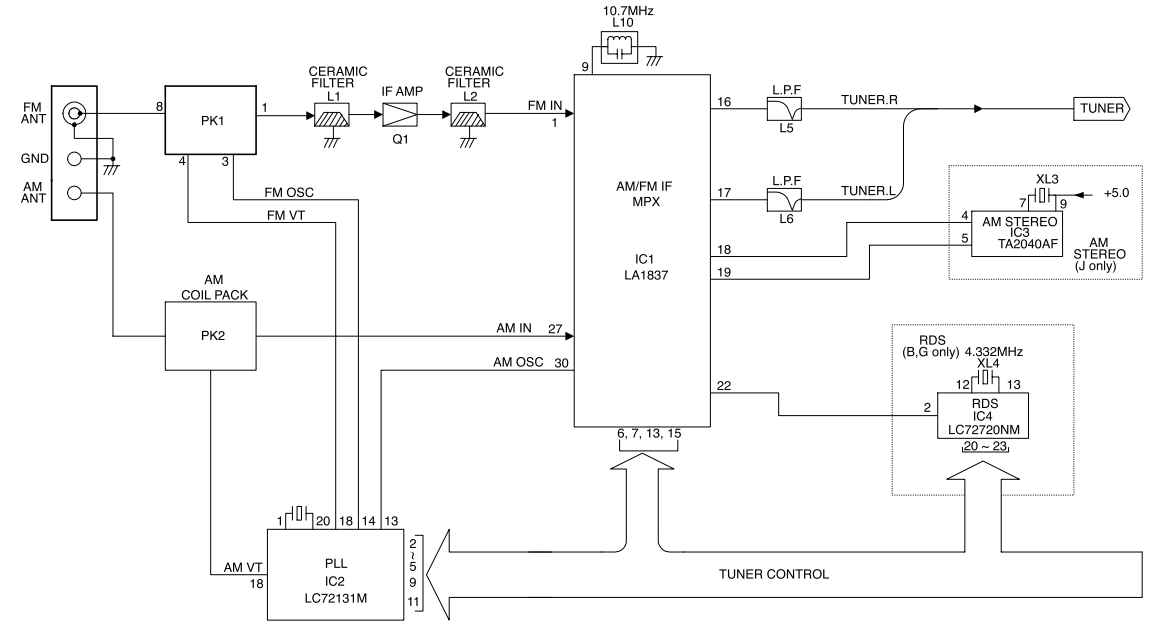 10.7MHz
L10
9
FM
ANT
GND
AM
ANT
8
PK1
1
4
3
CERAMIC
FILTER
L1
IF AMP
Q1
CERAMIC
FILTER
L2
FM IN
1
FM OSC
FM VT
AM/FM IF
MPX
IC1
LA1837
16
L.P.F
L5
TUNER.R
TUNER
17
L.P.F
L6
TUNER.L
18
19
XL3
7
9
+5.0
4
5
AM STEREO
IC3
TA2040AF
AM
STEREO
(J only)
AM
COIL PACK
PK2
AM IN
27
AM OSC
30
22
RDS
(B,G only)
4.332MHz
XL4
12
13
2
RDS
IC4
LC72720NM
20 ~ 23
6, 7, 13, 15
1
20
18
14
13
AM VT
18
PLL
IC2
LC72131M
2
~
5
9
11
TUNER CONTROL